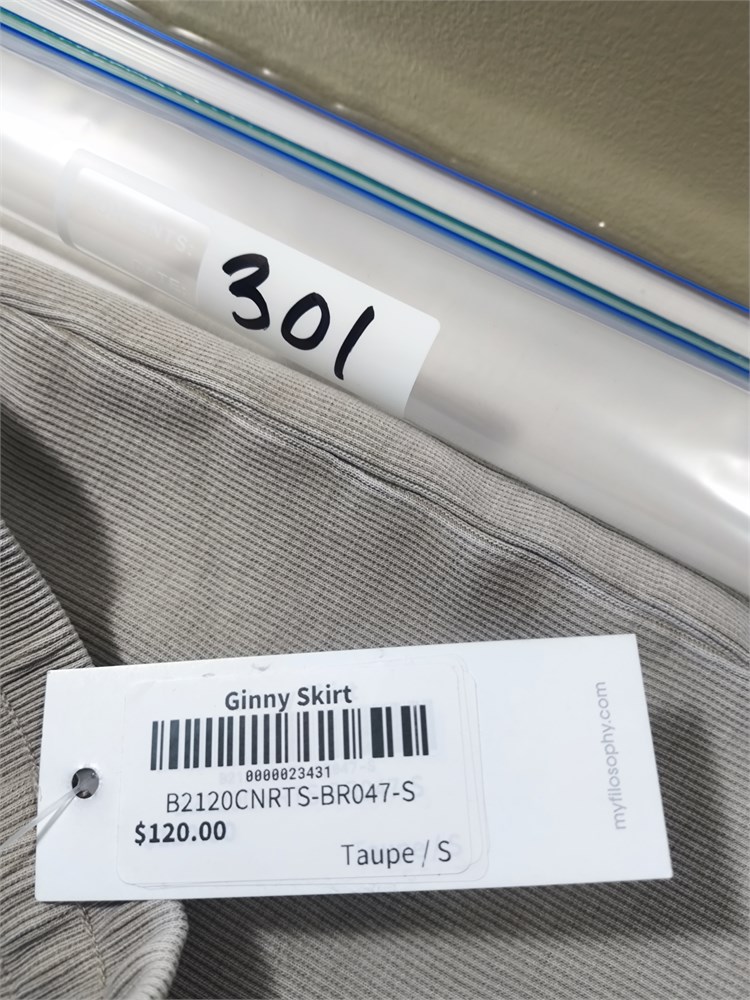 301
Ginny Skirt
0000023431
B2120CNRTS-BR047-S
$120.00
Taupe / S
myfilosophy.com